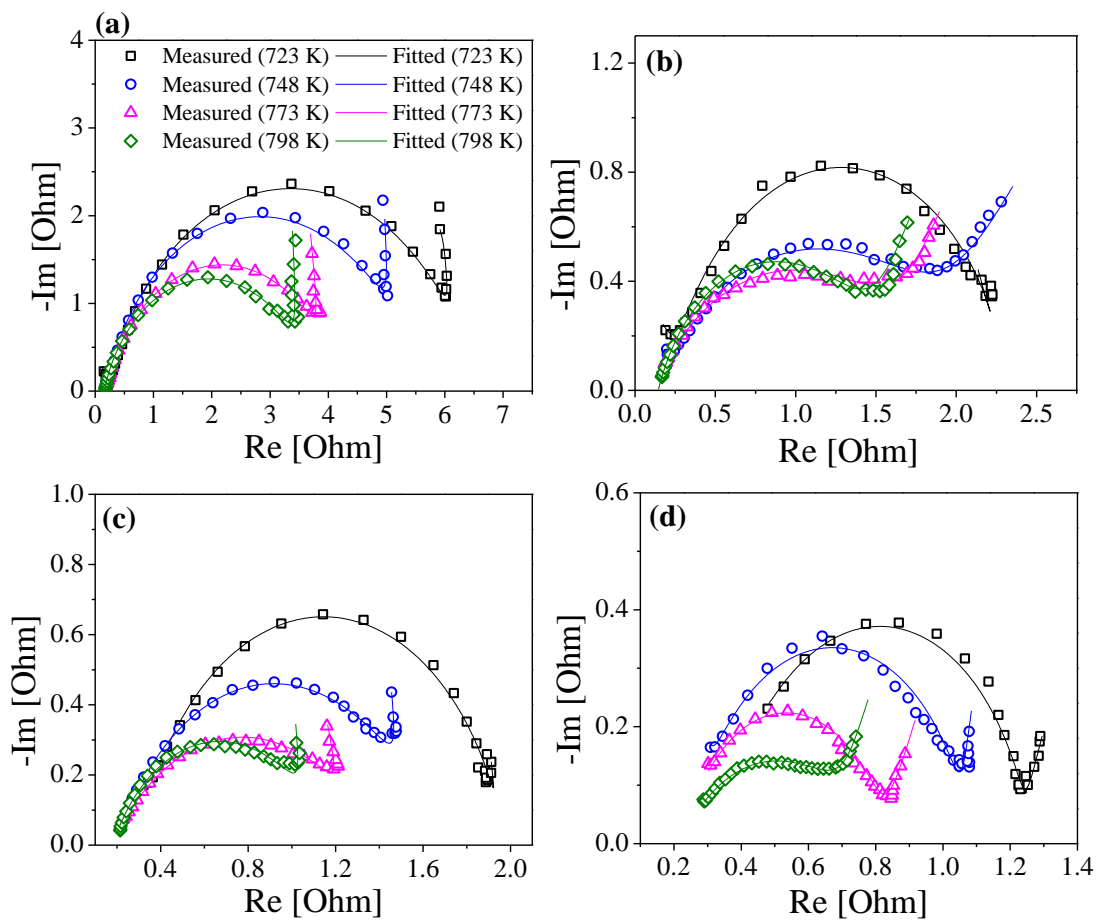 (a)
4
3
2
1
0
-Im [Ohm]
Measured (723 K) Fitted (723 K)
Measured (748 K) Fitted (748 K)
Measured (773 K) Fitted (773 K)
Measured (798 K) Fitted (798 K)
0 1 2 3 4 5 6 7
Re [Ohm]
(b)
1.2
0.8
0.4
0.0
-Im [Ohm]
0.0 0.5 1.0 1.5 2.0 2.5
Re [Ohm]
(c)
1.0
0.8
0.6
0.4
0.2
0.0
-Im [Ohm]
0.4 0.8 1.2 1.6 2.0
Re [Ohm]
(d)
0.6
0.4
0.2
0.0
-Im [Ohm]
0.2 0.4 0.6 0.8 1.0 1.2 1.4
Re [Ohm]